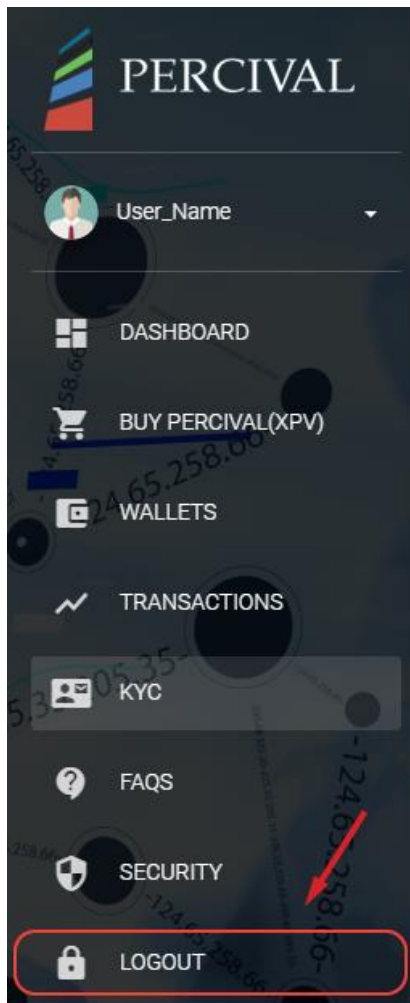 PERCIVAL
User_Name
DASHBOARD
BUY PERCIVAL(XPV)
WALLETS
TRANSACTIONS
KYC
FAQS
SECURITY
LOGOUT